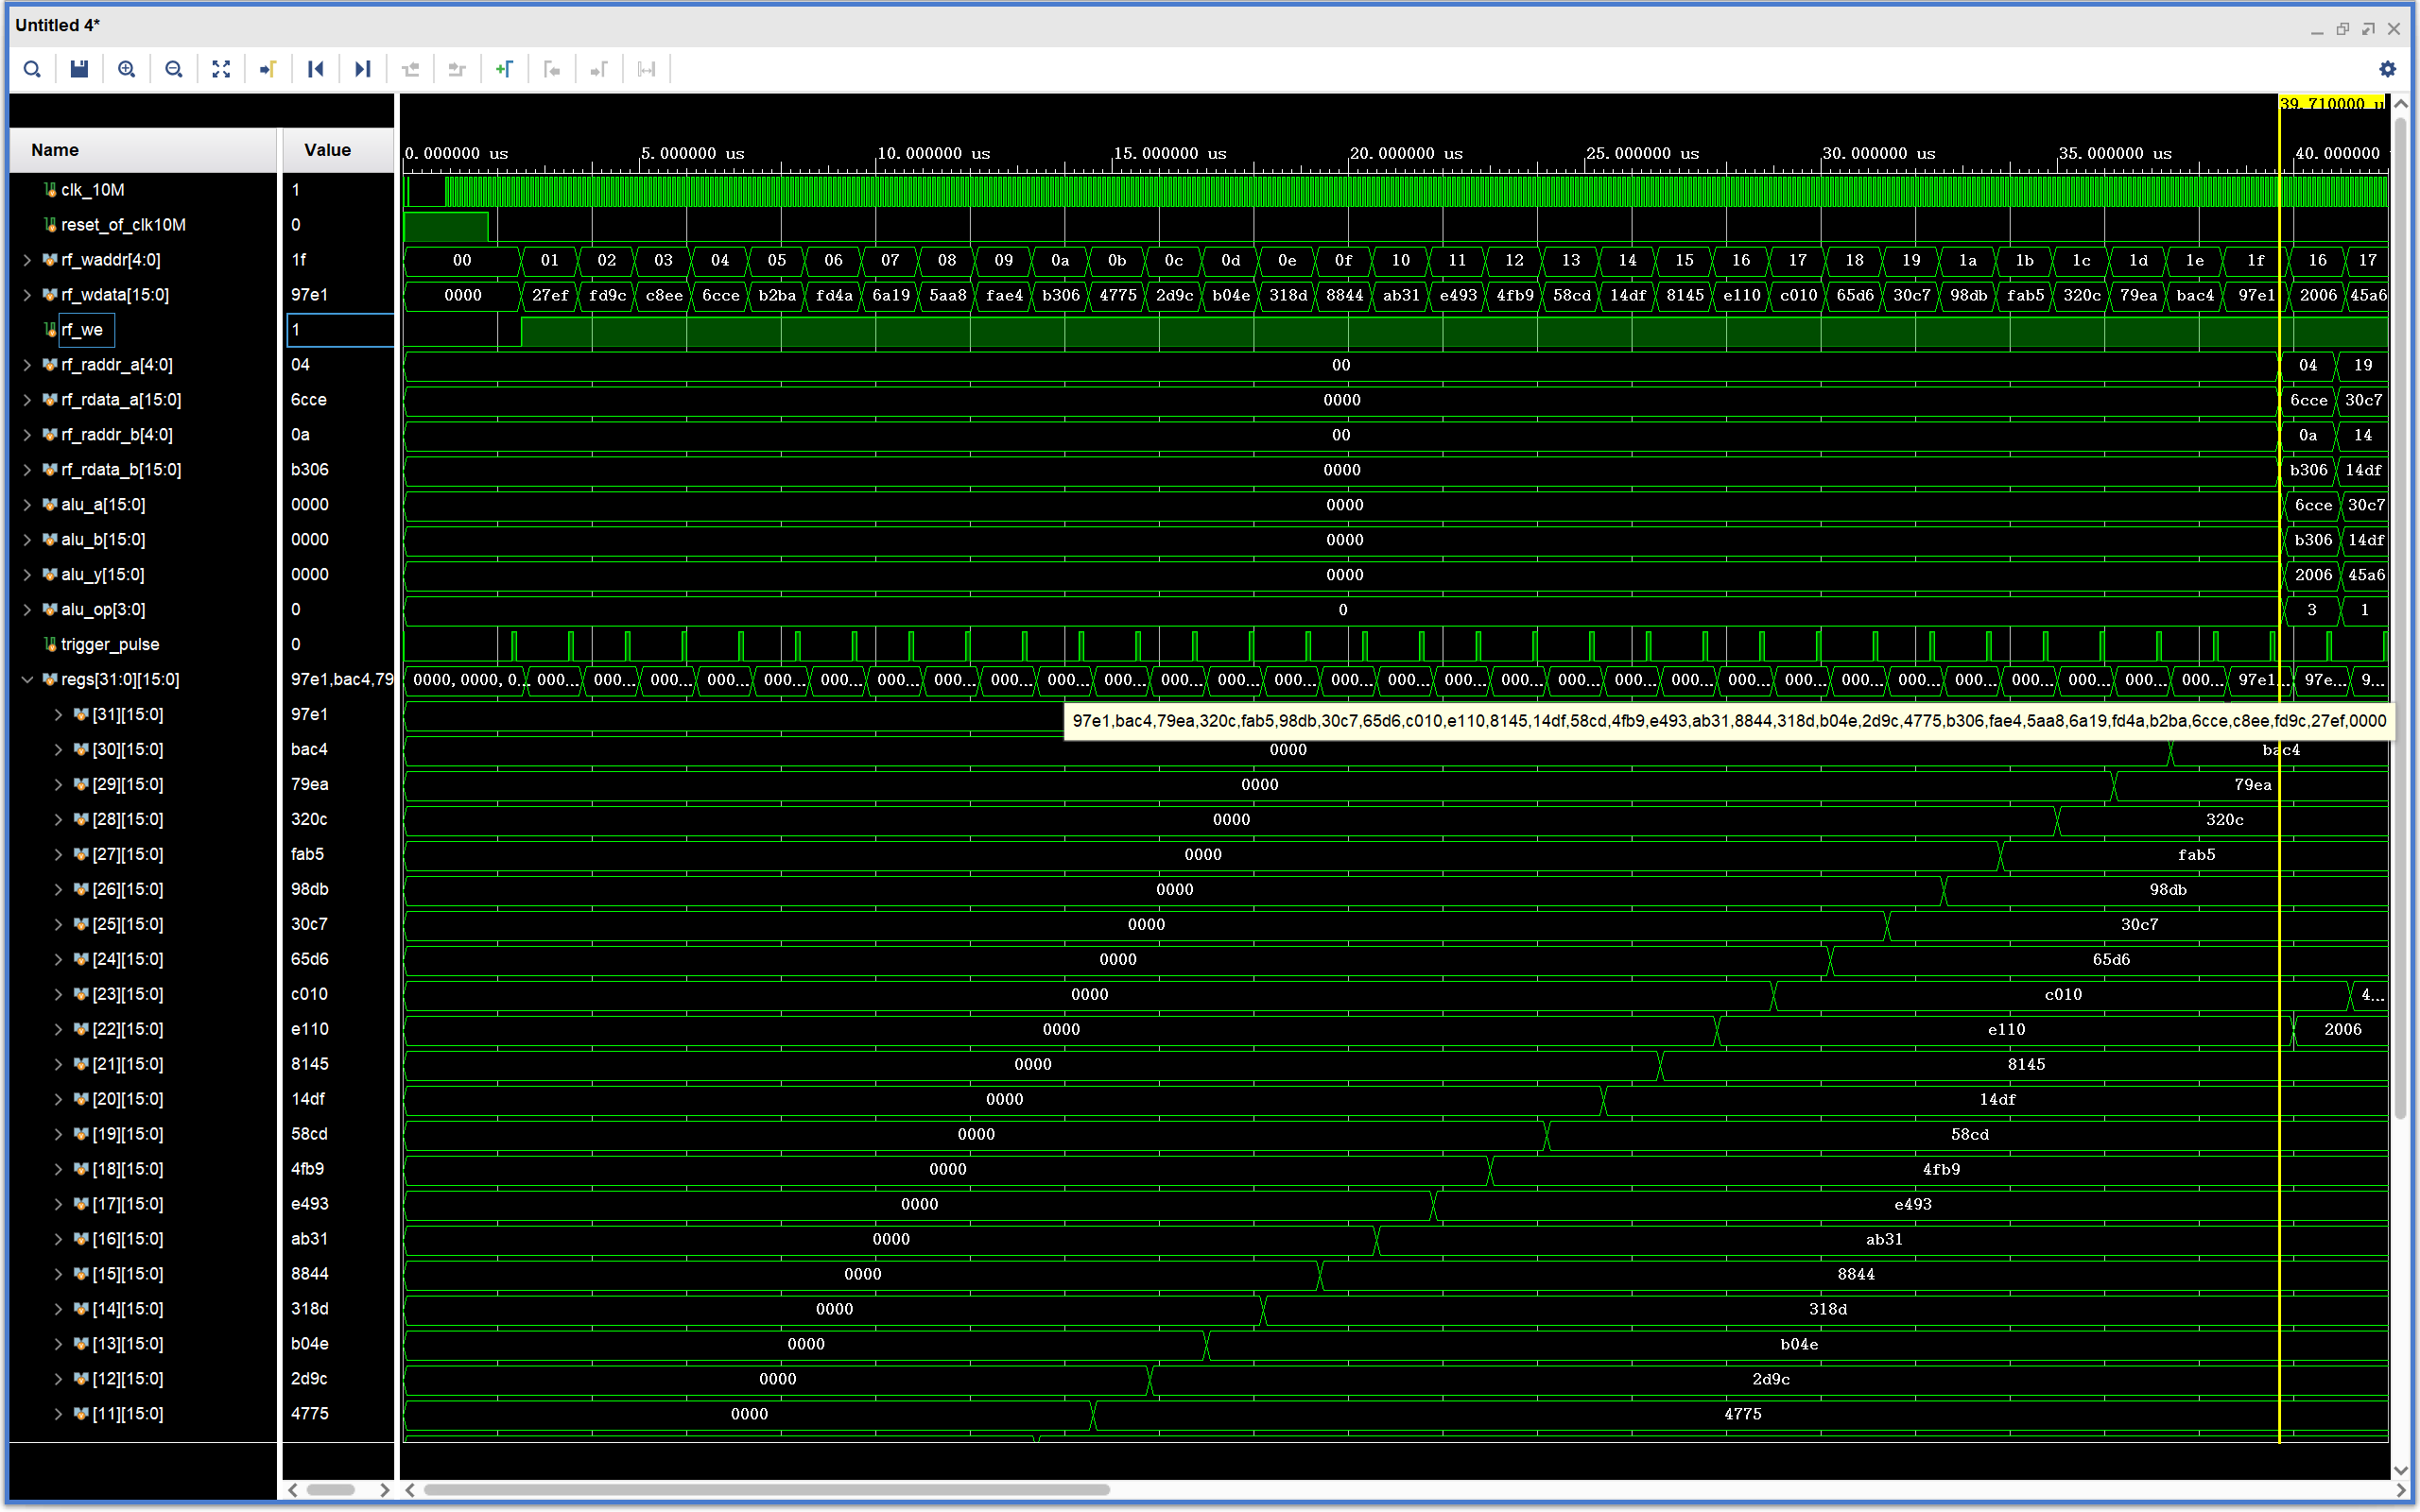 Untitled 4*
39.710000 u
Name Value
0.000000 us 5.000000 us 10.000000 us 15.000000 us 20.000000 us 25.000000 us 30.000000 us 35.000000 us 40.000000
clk_10M 1
reset_of_clk10M 0
rf_waddr[4:0] 1f 00 01 02 03 04 05 06 07 08 09 0a 0b 0c 0d 0e 0f 10 11 12 13 14 15 16 17 18 19 1a 1b 1c 1d 1e 1f 16 17
rf_wdata[15:0] 97e1 0000 27ef fd9c c8ee 6cce b2ba fd4a 6a19 5aa8 fae4 b306 4775 2d9c b04e 318d 8844 ab31 e493 4fb9 58cd 14df 8145 e110 c010 65d6 30c7 98db fab5 320c 79ea bac4 97e1 2006 45a6
rf_we 1
rf_raddr_a[4:0] 04 00 04 19
rf_rdata_a[15:0] 6cce 0000 6cce 30c7
rf_raddr_b[4:0] 0a 00 0a 14
rf_rdata_b[15:0] b306 0000 b306 14df
alu_a[15:0] 0000 0000 6cce 30c7
alu_b[15:0] 0000 0000 b306 14df
alu_y[15:0] 0000 0000 2006 45a6
alu_op[3:0] 0 0 3 1
trigger_pulse 0
regs[31:0][15:0] 97e1,bac4,79 0000,0000,0... 000... 000... 000... 000... 000... 000... 000... 000... 000... 000... 000... 000... 000... 000... 000... 000... 000... 000... 000... 000... 000... 000... 000... 000... 000... 000... 000... 000... 000... 000... 97e1... 97e... 9...
[31][15:0] 97e1 97e1,bac4,79ea,320c,fab5,98db,30c7,65d6,c010,e110,8145,14df,58cd,4fb9,e493,ab31,8844,318d,b04e,2d9c,4775,b306,fae4,5aa8,6a19,fd4a,b2ba,6cce,c8ee,fd9c,27ef,0000
[30][15:0] bac4 0000 bac4
[29][15:0] 79ea 0000 79ea
[28][15:0] 320c 0000 320c
[27][15:0] fab5 0000 fab5
[26][15:0] 98db 0000 98db
[25][15:0] 30c7 0000 30c7
[24][15:0] 65d6 0000 65d6
[23][15:0] c010 0000 c010 4...
[22][15:0] e110 0000 e110 2006
[21][15:0] 8145 0000 8145
[20][15:0] 14df 0000 14df
[19][15:0] 58cd 0000 58cd
[18][15:0] 4fb9 0000 4fb9
[17][15:0] e493 0000 e493
[16][15:0] ab31 0000 ab31
[15][15:0] 8844 0000 8844
[14][15:0] 318d 0000 318d
[13][15:0] b04e 0000 b04e
[12][15:0] 2d9c 0000 2d9c
[11][15:0] 4775 0000 4775